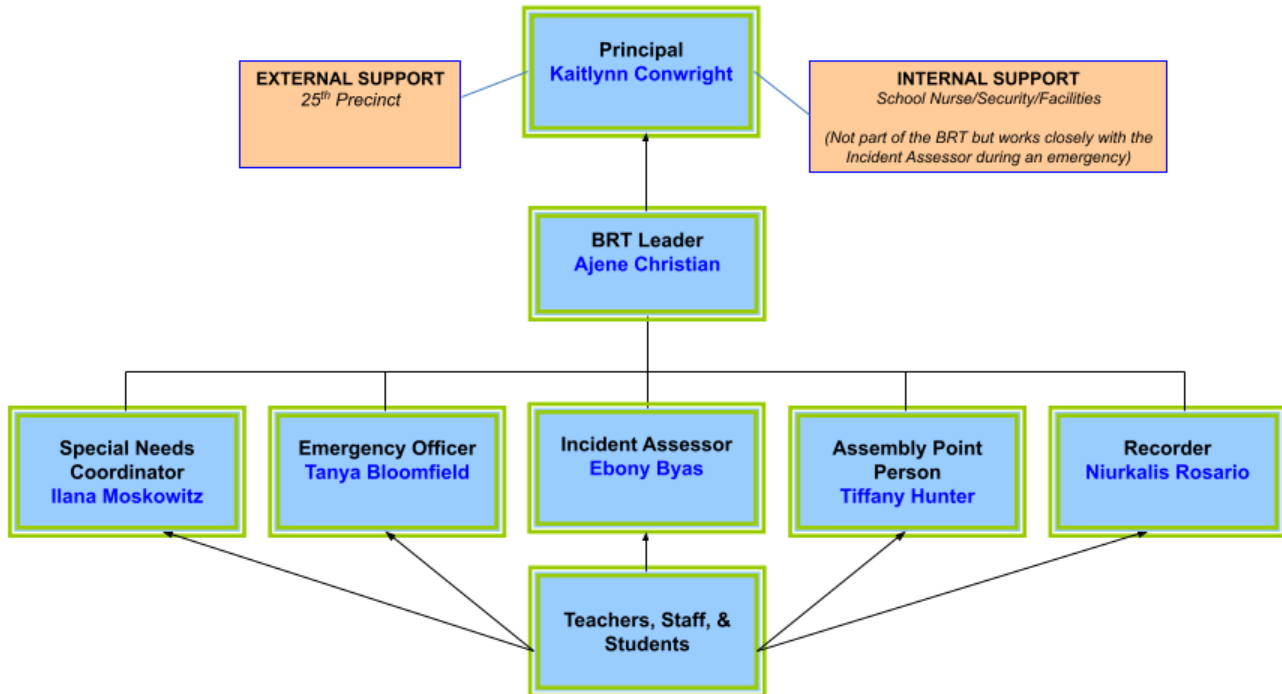 Principal
Kaitlynn Conwright
EXTERNAL SUPPORT
25th Precinct
INTERNAL SUPPORT
School Nurse/Security/Facilities
(Not part of the BRT but works closely with the
Incident Assessor during an emergency)
BRT Leader
Ajene Christian
Special Needs
Coordinator
Ilana Moskowitz
Emergency Officer
Tanya Bloomfield
Incident Assessor
Ebony Byas
Assembly Point
Person
Tiffany Hunter
Recorder
Niurkalis Rosario
Teachers, Staff, &
Students